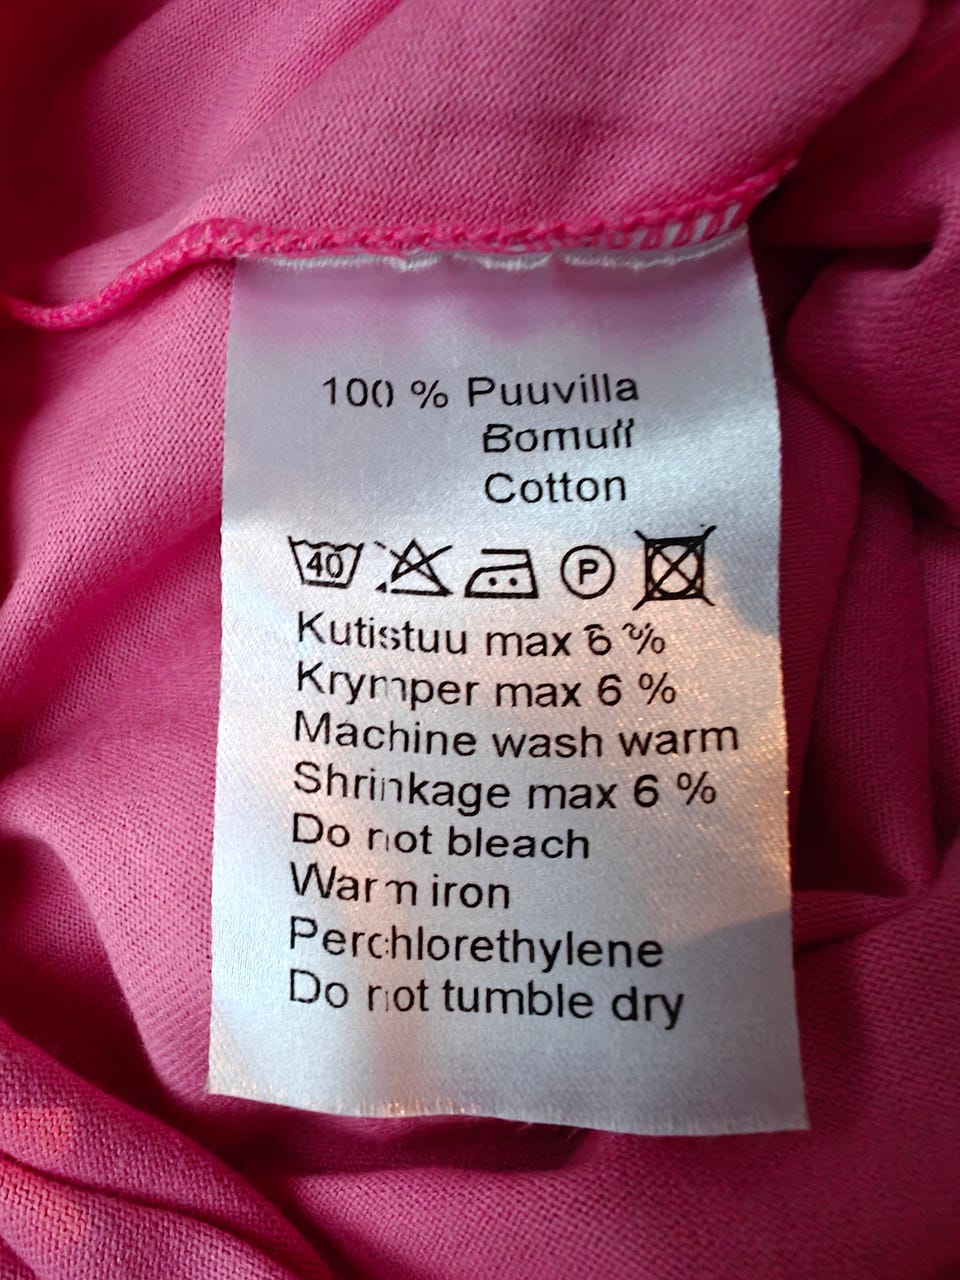 100 % Puuvilla
Bomull
Cotton
40 P
Kutistuu max 6 %
Krymper max 6 %
Machine wash warm
Shrinkage max 6 %
Do not bleach
Warm iron
Perchlorethylene
Do not tumble dry